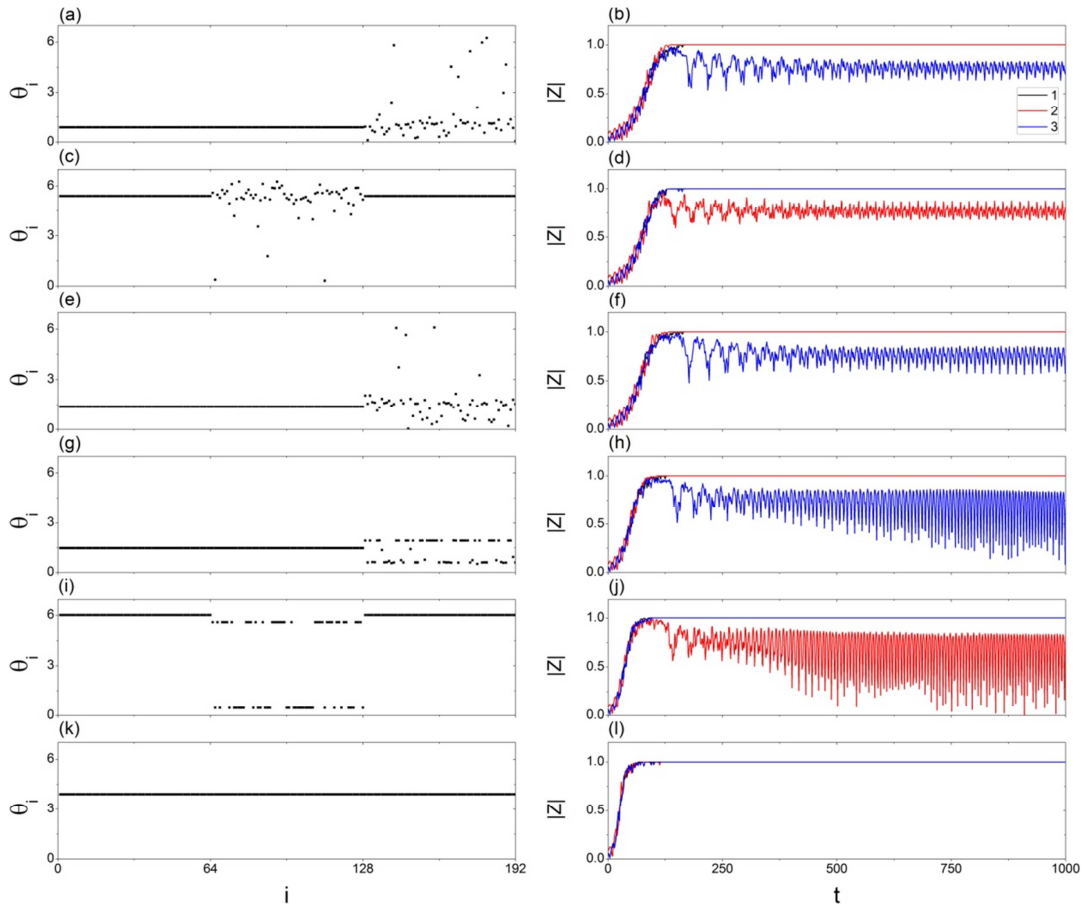 (a) (b)
θi 6 3 0 |Z| 1.0 0.5 0.0 1 2 3
(c) (d)
θi 6 3 0 |Z| 1.0 0.5 0.0
(e) (f)
θi 6 3 0 |Z| 1.0 0.5 0.0
(g) (h)
θi 6 3 0 |Z| 1.0 0.5 0.0
(i) (j)
θi 6 3 0 |Z| 1.0 0.5 0.0
(k) (l)
θi 6 3 0 |Z| 1.0 0.5 0.0
0 64 128 192 0 250 500 750 1000
i t